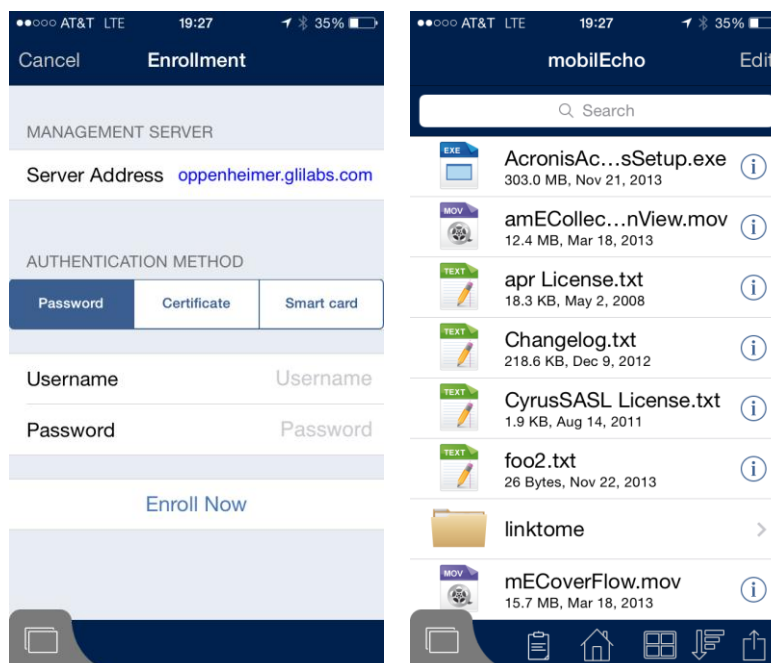 AT&T LTE 19:27 35%
Cancel Enrollment
MANAGEMENT SERVER
Server Address oppenheimer.glilabs.com
AUTHENTICATION METHOD
Password Certificate Smart card
Username Username
Password Password
Enroll Now
AT&T LTE 19:27 35%
mobilEcho Edit
Search
EXE
AcronisAc...sSetup.exe
303.0 MB, Nov 21, 2013
MOV
amECollec...nView.mov
12.4 MB, Mar 18, 2013
TEXT
apr License.txt
18.3 KB, May 2, 2008
TEXT
Changelog.txt
218.6 KB, Dec 9, 2012
TEXT
CyrusSASL License.txt
1.9 KB, Aug 14, 2011
TEXT
foo2.txt
26 Bytes, Nov 22, 2013
linktome
MOV
mECoverFlow.mov
15.7 MB, Mar 18, 2013